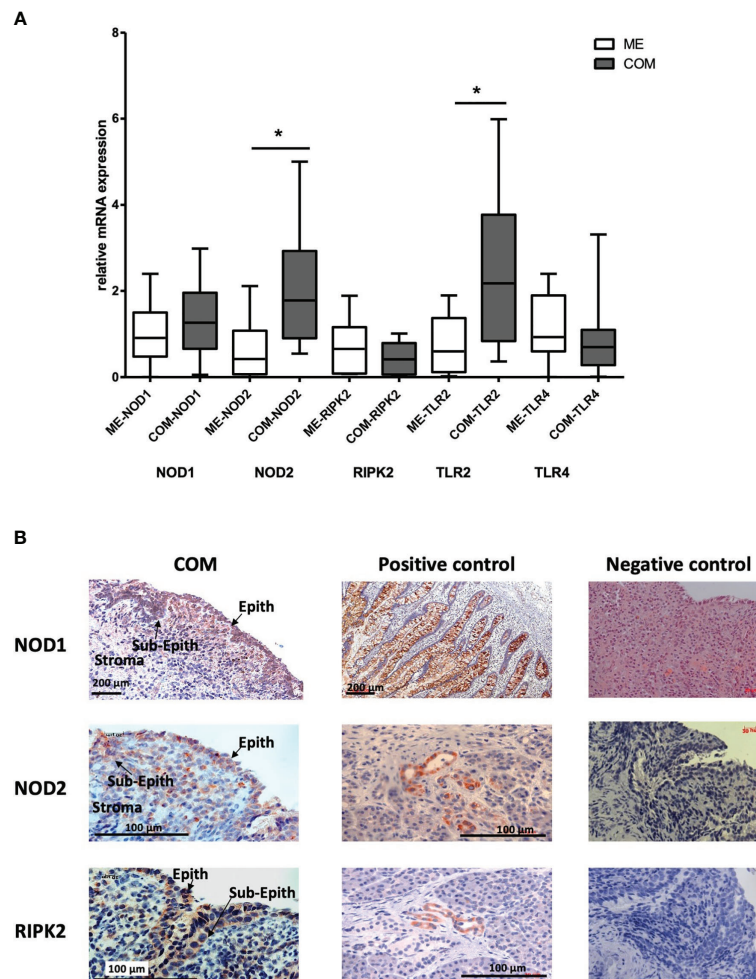 A
8
6
4
2
0
relative mRNA expression
ME
COM
*
*
ME-NOD1
COM-NOD1
ME-NOD2
COM-NOD2
ME-RIPK2
COM-RIPK2
ME-TLR2
COM-TLR2
ME-TLR4
COM-TLR4
NOD1
NOD2
RIPK2
TLR2
TLR4
B
COM
Positive control
Negative control
NOD1
Epith
Sub-Epith
Stroma
200 µm
200 µm
NOD2
Epith
Sub-Epith
Stroma
100 µm
100 µm
RIPK2
Epith
Sub-Epith
100 µm
100 µm